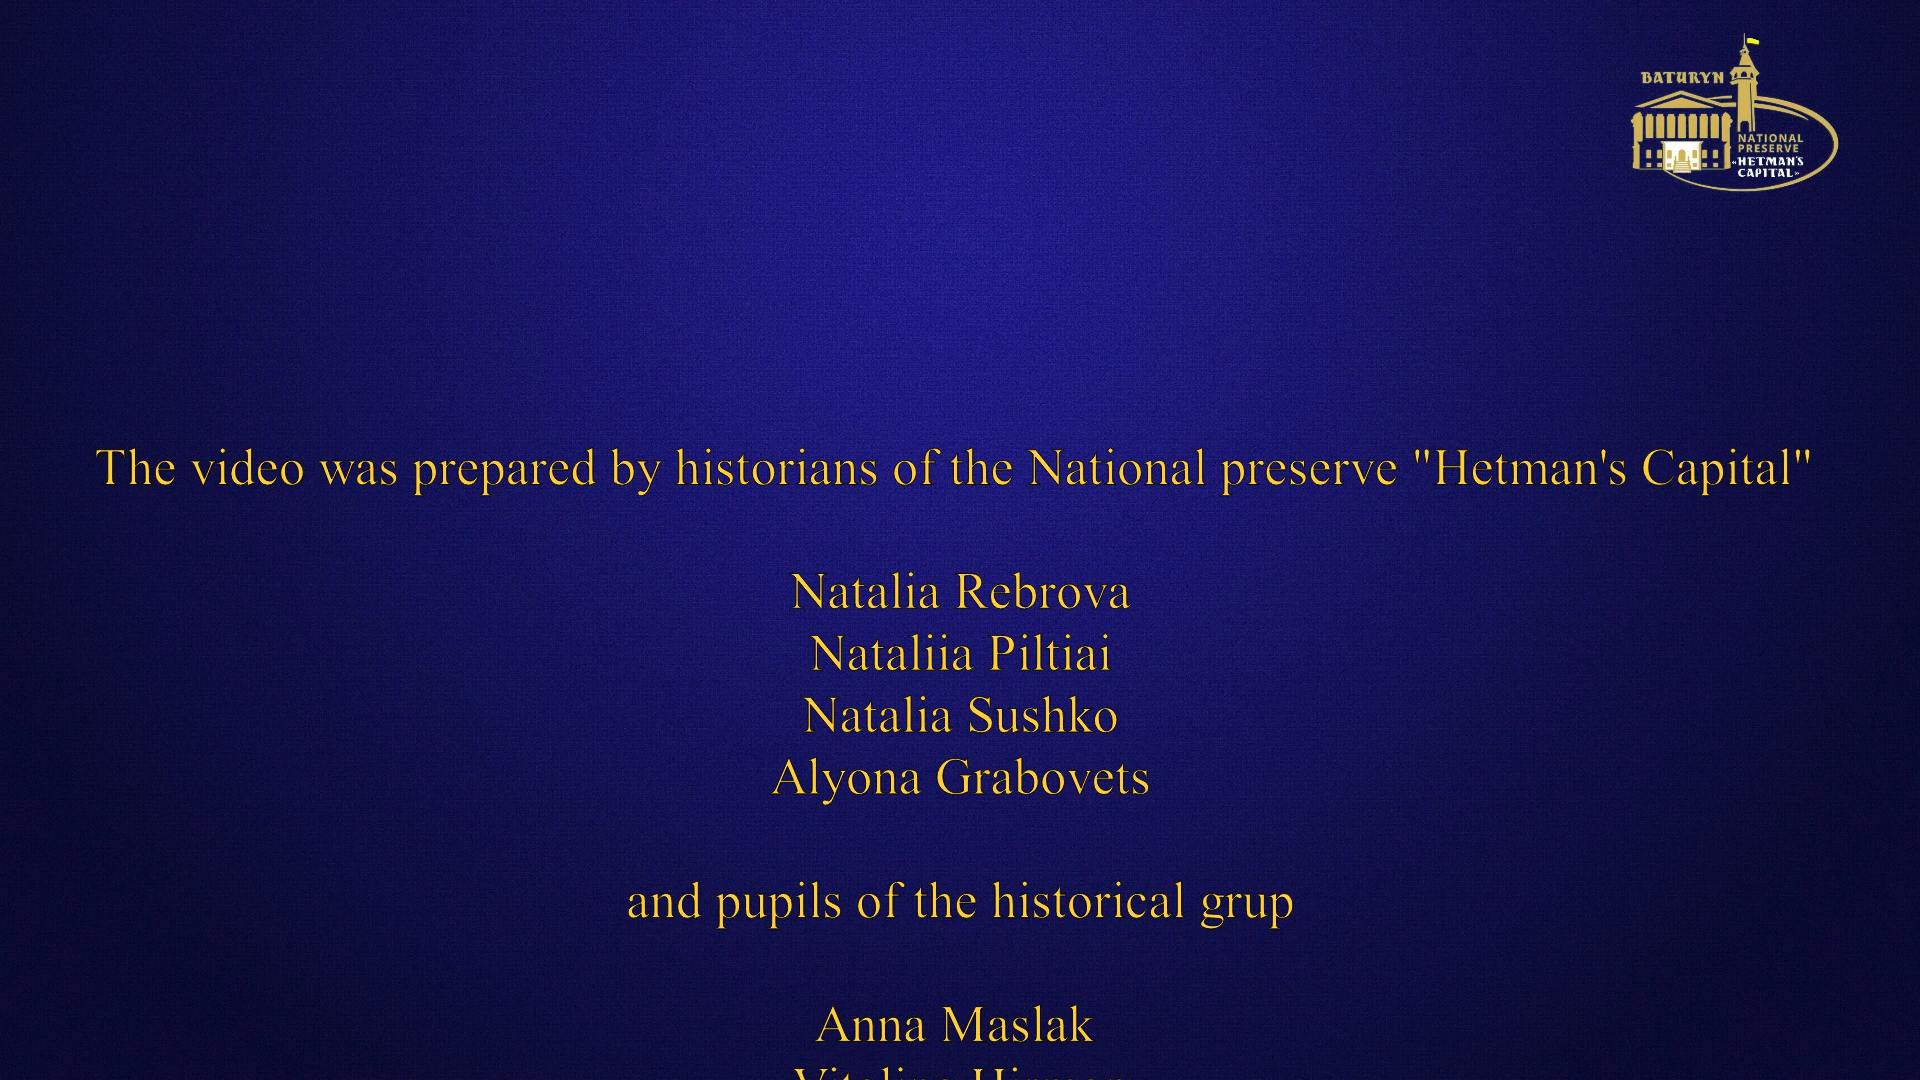 BATURYN
NATIONAL
PRESERVE
«HETMAN'S
CAPITAL»
The video was prepared by historians of the National preserve "Hetman's Capital"
Natalia Rebrova
Nataliia Piltiai
Natalia Sushko
Alyona Grabovets
and pupils of the historical grup
Anna Maslak